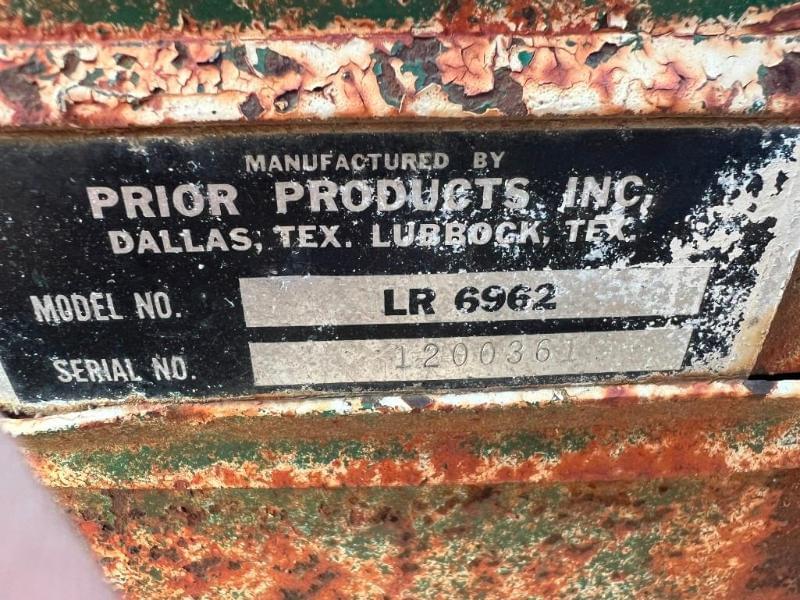 MANUFACTURED BY
PRIOR PRODUCTS, INC,
DALLAS, TEX. LUBBOCK, TEX.
MODEL NO. LR 6962
SERIAL NO. 1200361